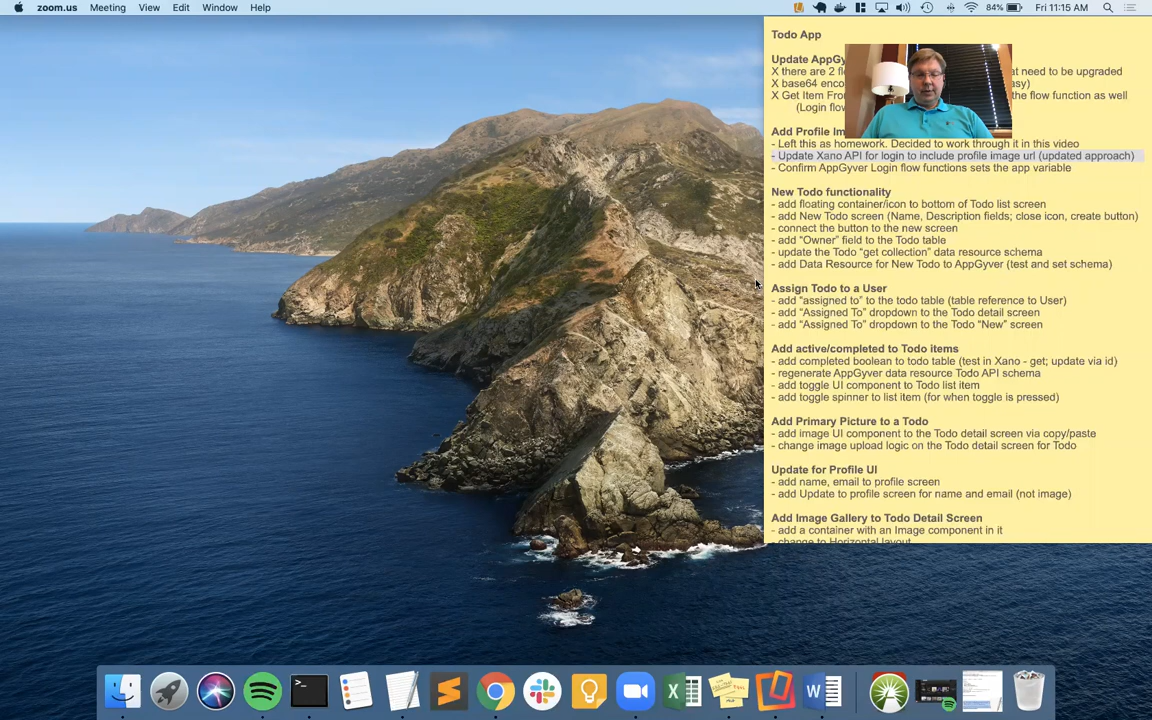 zoom.us Meeting View Edit Window Help 84% Fri 11:15 AM
Todo App
Update AppGy
X there are 2 fl at need to be upgraded
X base64 enco asy)
X Get Item Fro the flow function as well
(Login flo
Add Profile Im
- Left this as homework. Decided to work through it in this video
- Update Xano API for login to include profile image url (updated approach)
- Confirm AppGyver Login flow functions sets the app variable
New Todo functionality
- add floating container/icon to bottom of Todo list screen
- add New Todo screen (Name, Description fields; close icon, create button)
- connect the button to the new screen
- add “Owner” field to the Todo table
- update the Todo “get collection” data resource schema
- add Data Resource for New Todo to AppGyver (test and set schema)
Assign Todo to a User
- add “assigned to” to the todo table (table reference to User)
- add “Assigned To” dropdown to the Todo detail screen
- add “Assigned To” dropdown to the Todo “New” screen
Add active/completed to Todo items
- add completed boolean to todo table (test in Xano - get; update via id)
- regenerate AppGyver data resource Todo API schema
- add toggle UI component to Todo list item
- add toggle spinner to list item (for when toggle is pressed)
Add Primary Picture to a Todo
- add image UI component to the Todo detail screen via copy/paste
- change image upload logic on the Todo detail screen for Todo
Update for Profile UI
- add name, email to profile screen
- add Update to profile screen for name and email (not image)
Add Image Gallery to Todo Detail Screen
- add a container with an Image component in it
- change to Horizontal layout